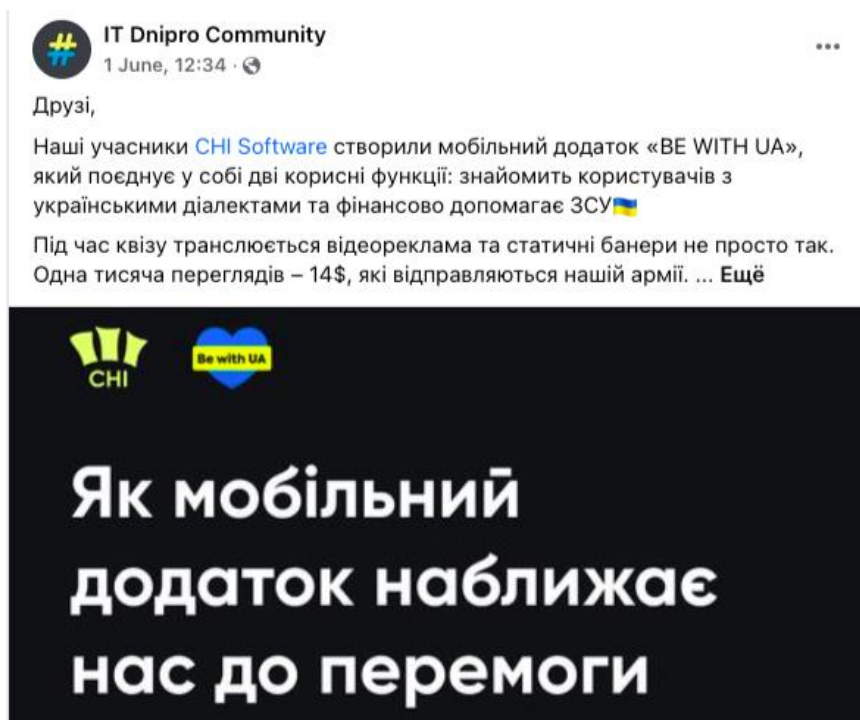 IT Dnipro Community
1 June, 12:34 ·
Друзі,
Наші учасники CHI Software створили мобільний додаток «BE WITH UA»,
який поєднує у собі дві корисні функції: знайомить користувачів з
українськими діалектами та фінансово допомагає ЗСУ🇺🇦
Під час квізу транслюється відеореклама та статичні банери не просто так.
Одна тисяча переглядів – 14$, які відправляються нашій армії. ... Ещё
CHI
Be with UA
Як мобільний
додаток наближає
нас до перемоги